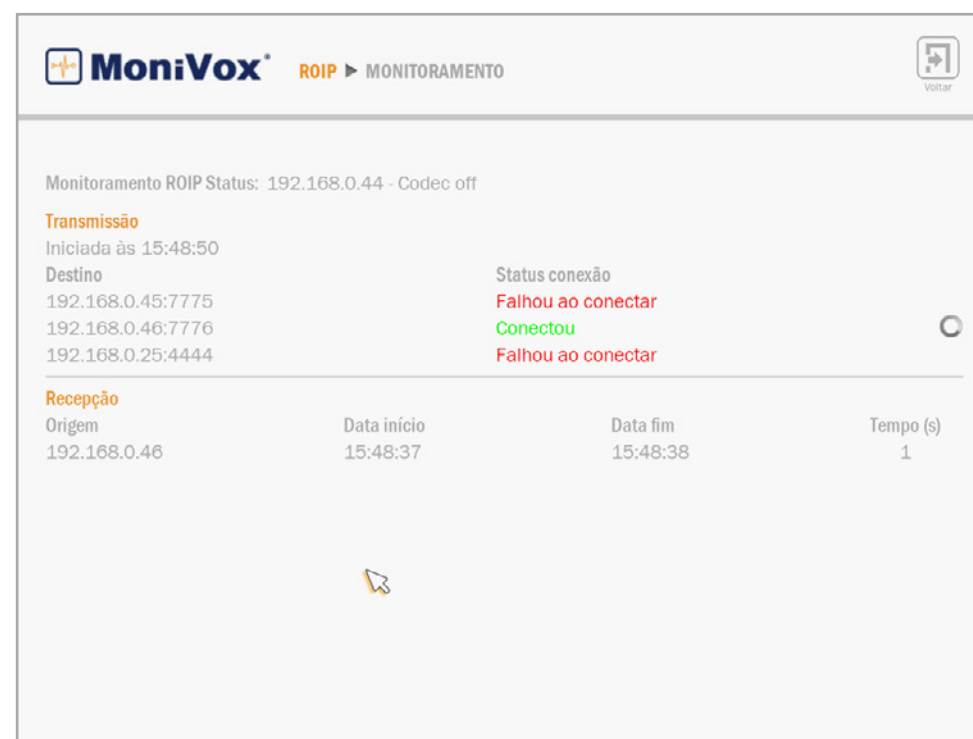 MoniVox® ROIP ► MONITORAMENTO
Voltar
Monitoramento ROIP Status: 192.168.0.44 - Codec off
Transmissão
Iniciada às 15:48:50
Destino Status conexão
192.168.0.45:7775 Falhou ao conectar
192.168.0.46:7776 Conectou
192.168.0.25:4444 Falhou ao conectar
Recepção
Origem Data início Data fim Tempo (s)
192.168.0.46 15:48:37 15:48:38 1